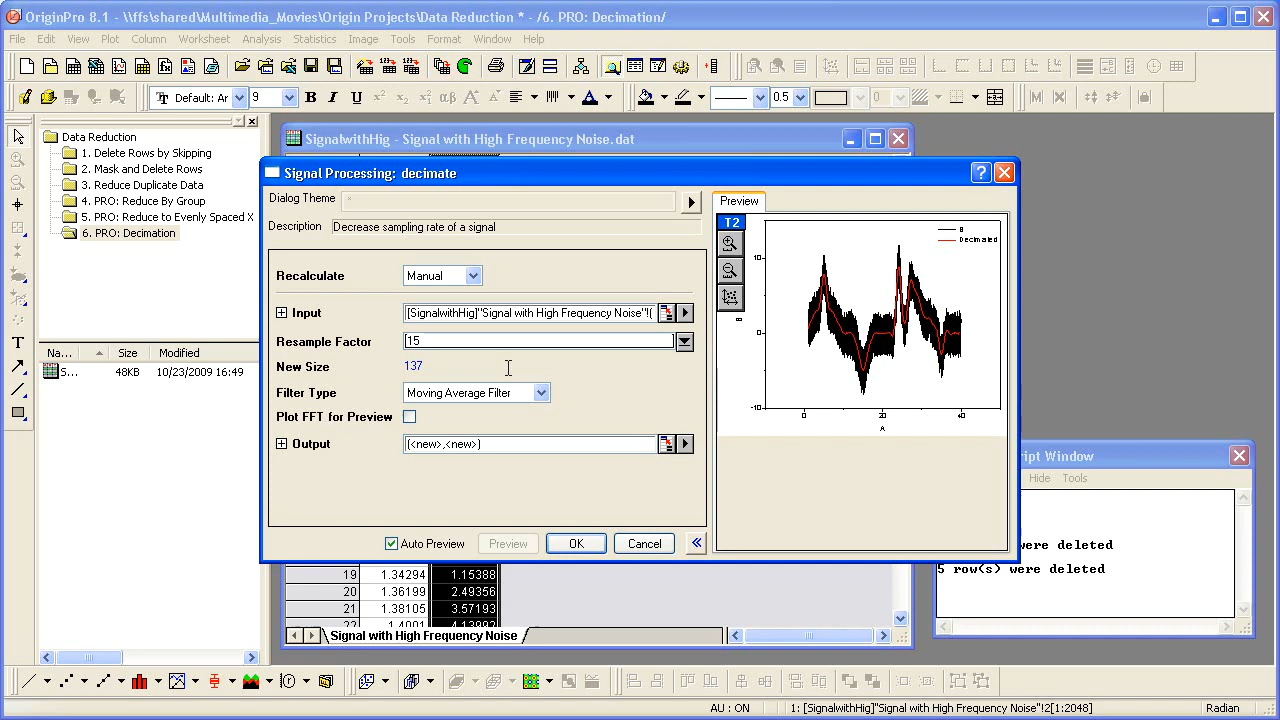 OriginPro 8.1 - \\ffs\shared\Multimedia_Movies\Origin Projects\Data Reduction * - /6. PRO: Decimation/
File Edit View Plot Column Worksheet Analysis Statistics Image Tools Format Window Help
Default: Ar 9 B I U 0.5 0
Data Reduction
1. Delete Rows by Skipping
2. Mask and Delete Rows
3. Reduce Duplicate Data
4. PRO: Reduce By Group
5. PRO: Reduce to Evenly Spaced X
6. PRO: Decimation
Na... Size Modified
S... 48KB 10/23/2009 16:49
SignalwithHig - Signal with High Frequency Noise.dat
Signal Processing: decimate
Dialog Theme *
Description Decrease sampling rate of a signal
Recalculate Manual
Input [SignalwithHig]"Signal with High Frequency Noise"!(
Resample Factor 15
New Size 137
Filter Type Moving Average Filter
Plot FFT for Preview
Output (<new>,<new>)
Auto Preview Preview OK Cancel
Preview
T2
B
Decimated
10
0
-10
0 20 40
A
B
ript Window
Hide Tools
were deleted
5 row(s) were deleted
19 1.34294 1.15388
20 1.36199 2.49356
21 1.38105 3.57193
22 1.4001 4.13992
Signal with High Frequency Noise
AU : ON 1: [SignalwithHig]"Signal with High Frequency Noise"!2[1:2048] Radian